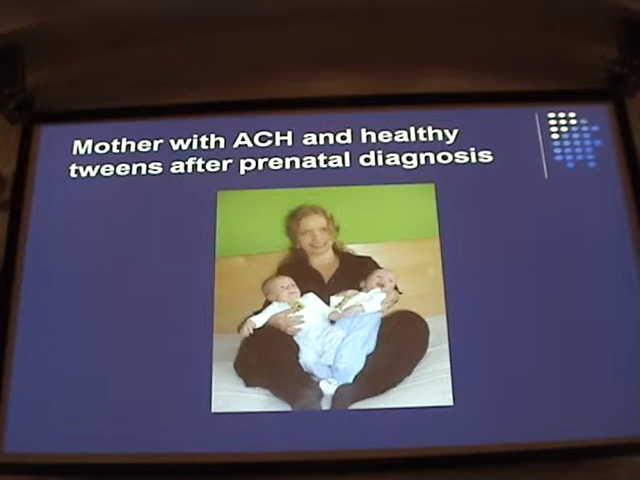 Mother with ACH and healthy
tweens after prenatal diagnosis